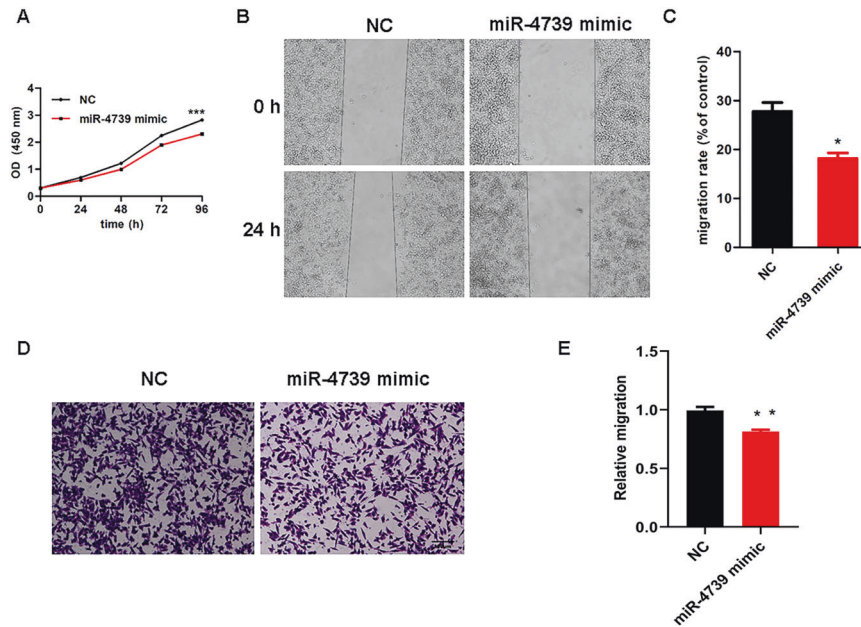 A
OD (450 nm)
4
3
2
1
0
NC
miR-4739 mimic
***
0 24 48 72 96
time (h)
B
NC miR-4739 mimic
0 h
24 h
C
migration rate (% of control)
40
30
20
10
0
*
NC
miR-4739 mimic
D
NC miR-4739 mimic
E
Relative migration
1.5
1.0
0.5
0.0
* *
NC
miR-4739 mimic